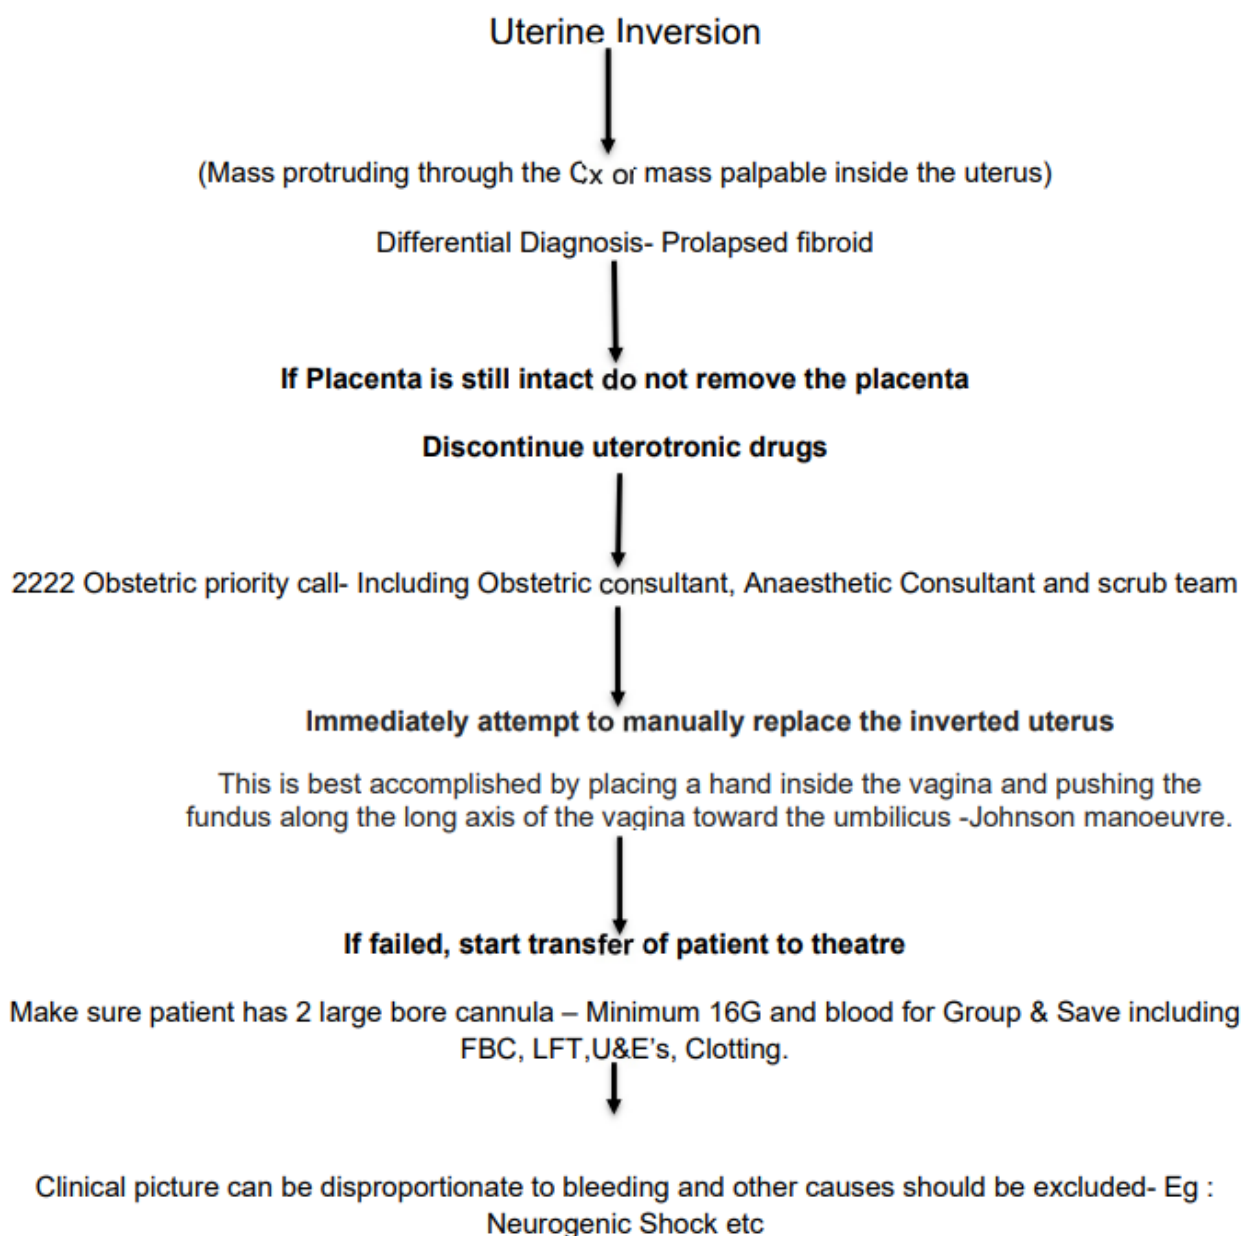 Uterine Inversion
(Mass protruding through the Cx or mass palpable inside the uterus)
Differential Diagnosis- Prolapsed fibroid
If Placenta is still intact do not remove the placenta
Discontinue uterotronic drugs
2222 Obstetric priority call- Including Obstetric consultant, Anaesthetic Consultant and scrub team
Immediately attempt to manually replace the inverted uterus
This is best accomplished by placing a hand inside the vagina and pushing the
fundus along the long axis of the vagina toward the umbilicus -Johnson manoeuvre.
If failed, start transfer of patient to theatre
Make sure patient has 2 large bore cannula – Minimum 16G and blood for Group & Save including
FBC, LFT,U&E’s, Clotting.
Clinical picture can be disproportionate to bleeding and other causes should be excluded- Eg :
Neurogenic Shock etc